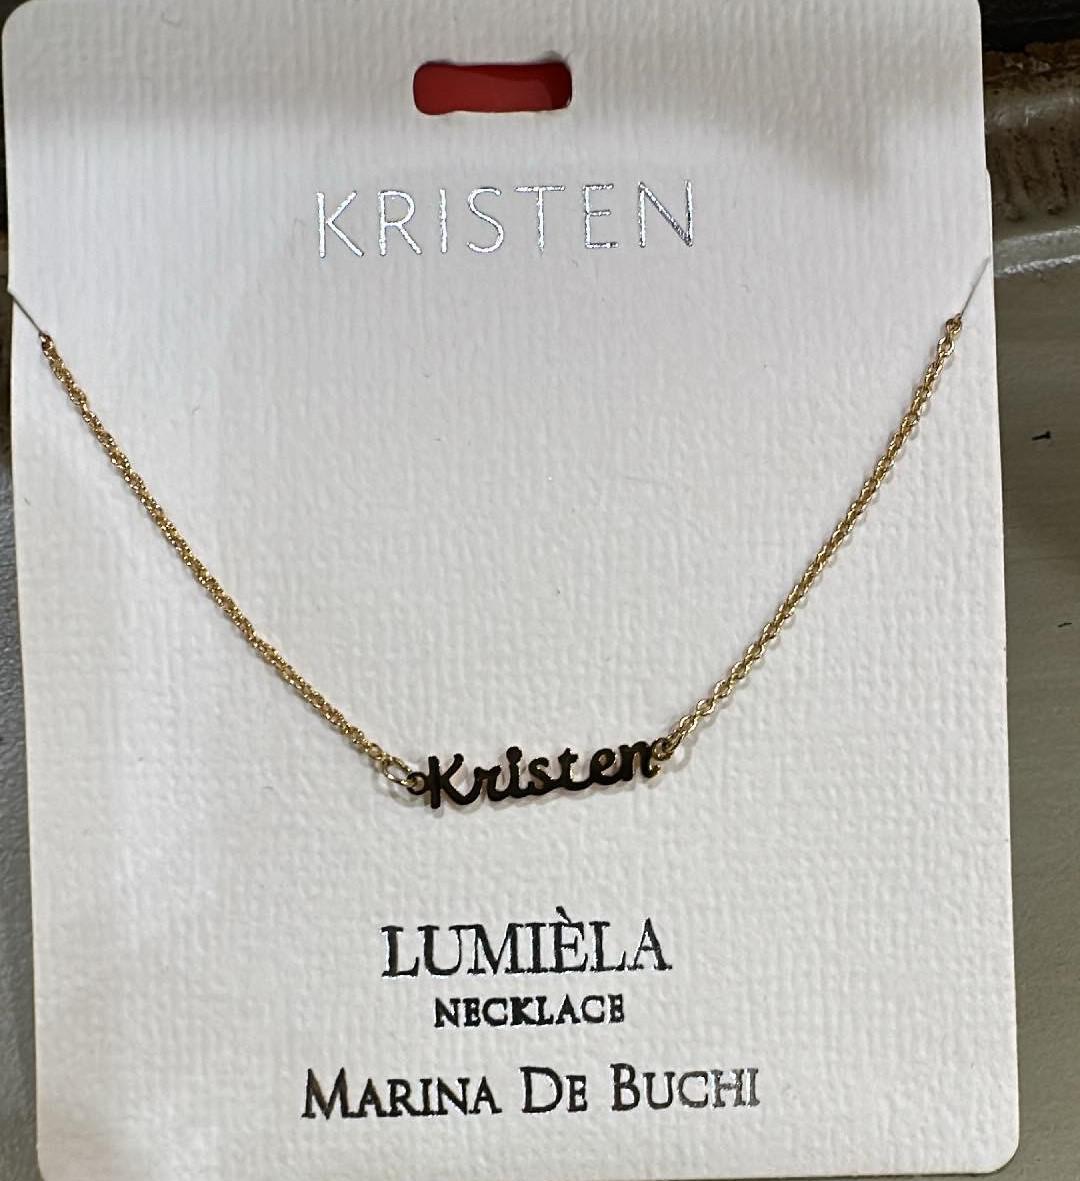 KRISTEN
Kristen
LUMIÈLA
NECKLACE
MARINA DE BUCHI